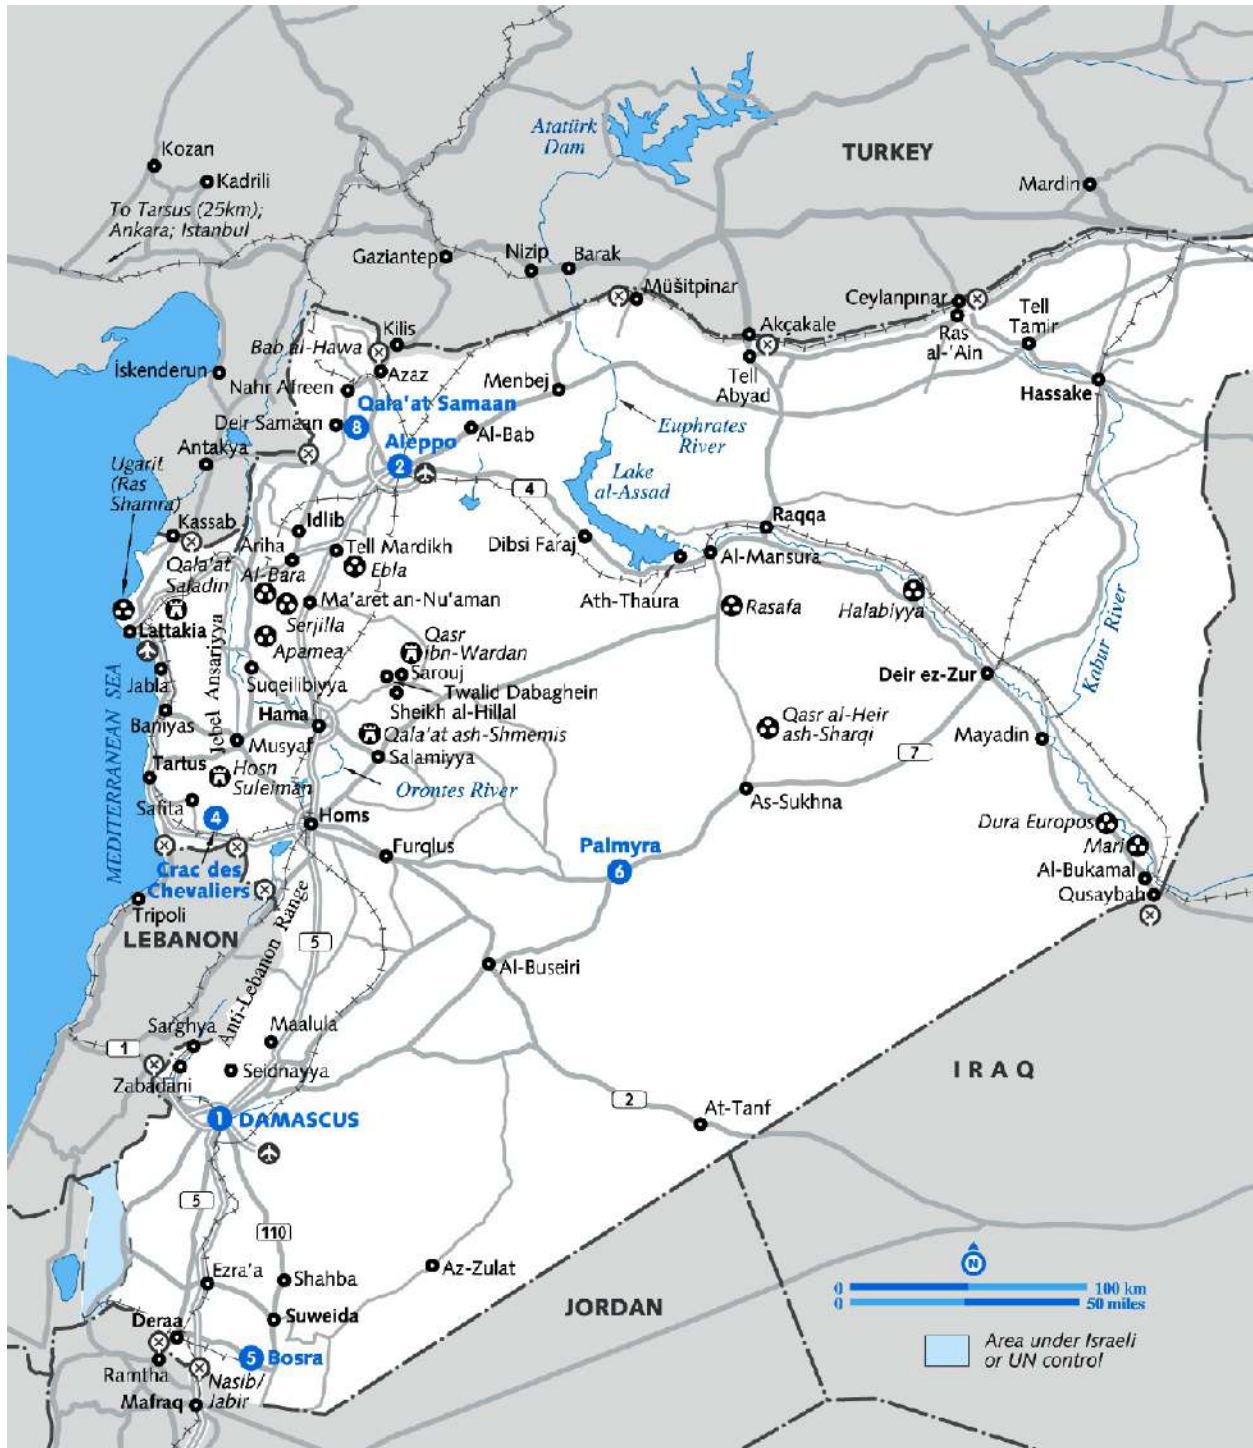 Atatürk
Dam
TURKEY
Kozan
Kadrili
Mardin
To Tarsus (25km);
Ankara; Istanbul
Gaziantep
Nizip
Barak
Müšitpinar
Ceylanpınar
Tell
Tamir
Ras
al-'Ain
Akçakale
Tell
Abyad
Kilis
Bab al-Hawa
İskenderun
Nahr Afreen
Azaz
Menbej
Hassake
Qala'at Samaan
8
Deir Samaan
Aleppo
2
Al-Bab
Euphrates
River
Antakya
Ugarit
(Ras
Shamra)
Lake
al-Assad
4
Kassab
Idlib
Raqqa
Ariha
Tell Mardikh
Dibsi Faraj
Al-Mansura
Qala'at
Saladin
Al-Bara
Ebla
Ath-Thaura
Ma'aret an-Nu'aman
Rasafa
Halabiyya
Kabur River
Serjilla
Lattakia
Apamea
Qasr
ibn-Wardan
Jebel Ansariyya
Jabla
Suqeilibiyya
Sarouj
Twalid Dabaghein
Deir ez-Zur
Sheikh al-Hillal
MEDITERRANEAN SEA
Baniyas
Hama
Qala'at ash-Shmemis
Qasr al-Heir
ash-Sharqi
Mayadin
Musyaf
Salamiyya
7
Tartus
Hosn
Suleiman
Orontes River
As-Sukhna
Safita
4
Homs
Dura Europos
Furqlus
Palmyra
6
Mari
Crac des
Chevaliers
Al-Bukamal
Qusaybah
Tripoli
LEBANON
Anti-Lebanon Range
5
Al-Buseiri
Sarghya
Maalula
1
Zabadani
Seidnayya
IRAQ
2
At-Tanf
1
DAMASCUS
5
110
Ezra'a
Shahba
Az-Zulat
N
0
100 km
0
50 miles
JORDAN
Suweida
Deraa
Area under Israeli
or UN control
5
Bosra
Ramtha
Nasib/
Jabir
Mafraq